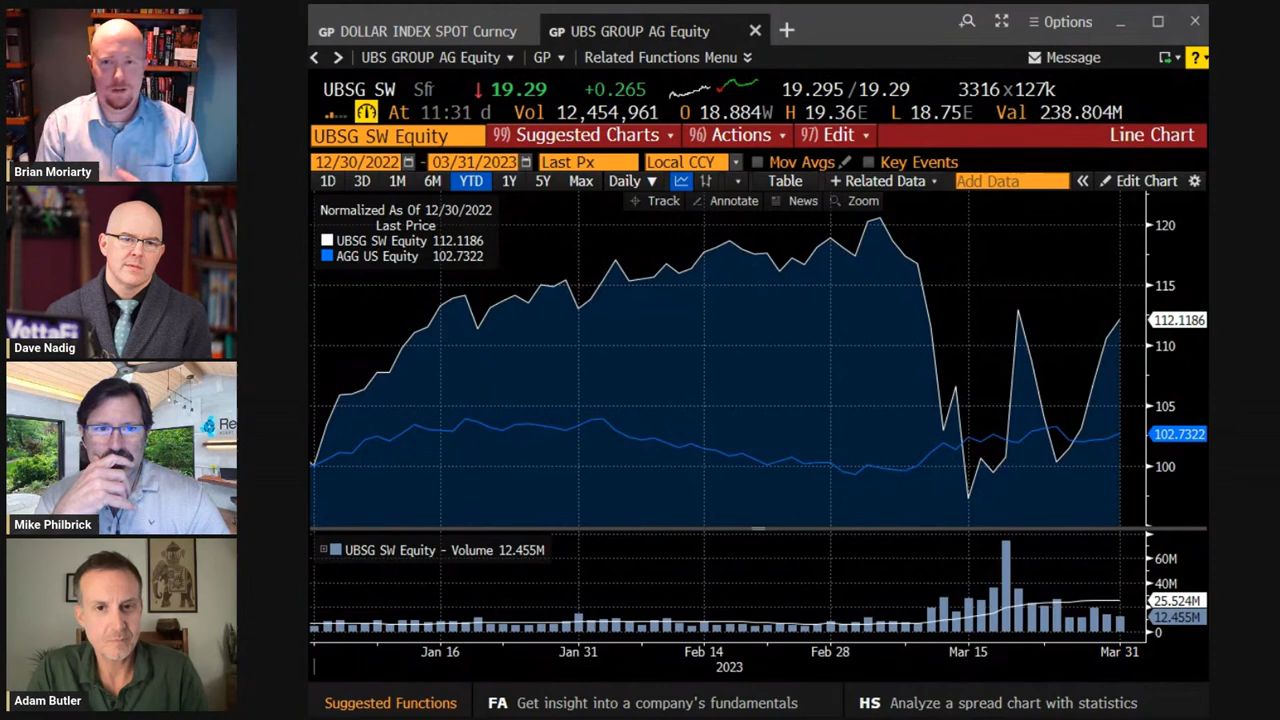 Brian Moriarty
VettaFi
Dave Nadig
Re
Mike Philbrick
Adam Butler
GP DOLLAR INDEX SPOT Curncy
GP UBS GROUP AG Equity
Options
UBS GROUP AG Equity
GP
Related Functions Menu
Message
?
UBSG SW Sfr 19.29 +0.265 19.295/19.29 3316x127k
At 11:31 d Vol 12,454,961 O 18.884W H 19.36E L 18.75E Val 238.804M
UBSG SW Equity 99) Suggested Charts 96) Actions 97) Edit Line Chart
12/30/2022 - 03/31/2023 Last Px Local CCY Mov Avgs Key Events
1D 3D 1M 6M YTD 1Y 5Y Max Daily ▼ Table + Related Data Add Data « Edit Chart
Track Annotate News Zoom
Normalized As Of 12/30/2022
Last Price
UBSG SW Equity 112.1186
AGG US Equity 102.7322
120
115
112.1186
110
105
102.7322
100
UBSG SW Equity - Volume 12.455M
60M
40M
25.524M
12.455M
0
Jan 16 Jan 31 Feb 14 Feb 28 Mar 15 Mar 31
2023
Suggested Functions FA Get insight into a company's fundamentals HS Analyze a spread chart with statistics